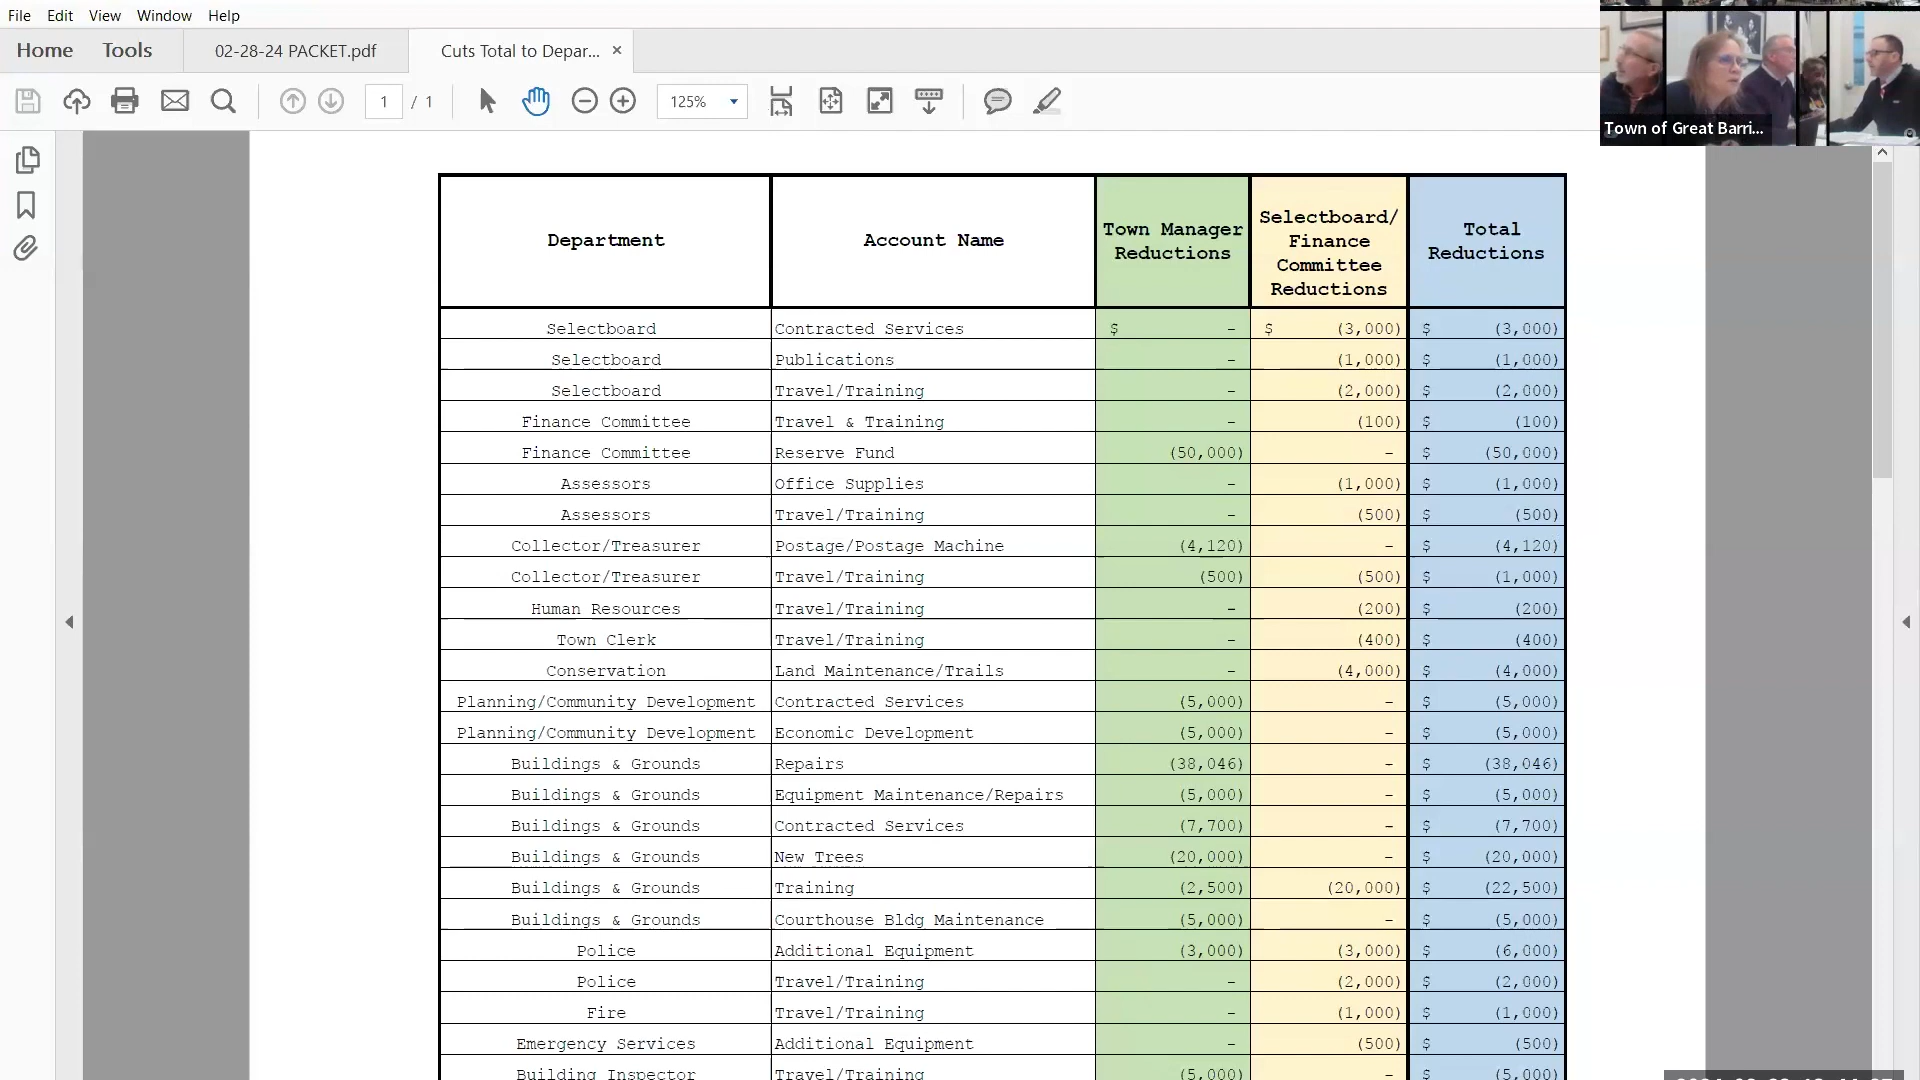 File Edit View Window Help
Home Tools 02-28-24 PACKET.pdf Cuts Total to Depar... ×
1 / 1 125%
Town of Great Barri...
Department Account Name Town Manager Reductions Selectboard/ Finance Committee Reductions Total Reductions
Selectboard Contracted Services $ - $ (3,000) $ (3,000)
Selectboard Publications - (1,000) $ (1,000)
Selectboard Travel/Training - (2,000) $ (2,000)
Finance Committee Travel & Training - (100) $ (100)
Finance Committee Reserve Fund (50,000) - $ (50,000)
Assessors Office Supplies - (1,000) $ (1,000)
Assessors Travel/Training - (500) $ (500)
Collector/Treasurer Postage/Postage Machine (4,120) - $ (4,120)
Collector/Treasurer Travel/Training (500) (500) $ (1,000)
Human Resources Travel/Training - (200) $ (200)
Town Clerk Travel/Training - (400) $ (400)
Conservation Land Maintenance/Trails - (4,000) $ (4,000)
Planning/Community Development Contracted Services (5,000) - $ (5,000)
Planning/Community Development Economic Development (5,000) - $ (5,000)
Buildings & Grounds Repairs (38,046) - $ (38,046)
Buildings & Grounds Equipment Maintenance/Repairs (5,000) - $ (5,000)
Buildings & Grounds Contracted Services (7,700) - $ (7,700)
Buildings & Grounds New Trees (20,000) - $ (20,000)
Buildings & Grounds Training (2,500) (20,000) $ (22,500)
Buildings & Grounds Courthouse Bldg Maintenance (5,000) - $ (5,000)
Police Additional Equipment (3,000) (3,000) $ (6,000)
Police Travel/Training - (2,000) $ (2,000)
Fire Travel/Training - (1,000) $ (1,000)
Emergency Services Additional Equipment - (500) $ (500)
Building Inspector Travel/Training (5,000) - $ (5,000)